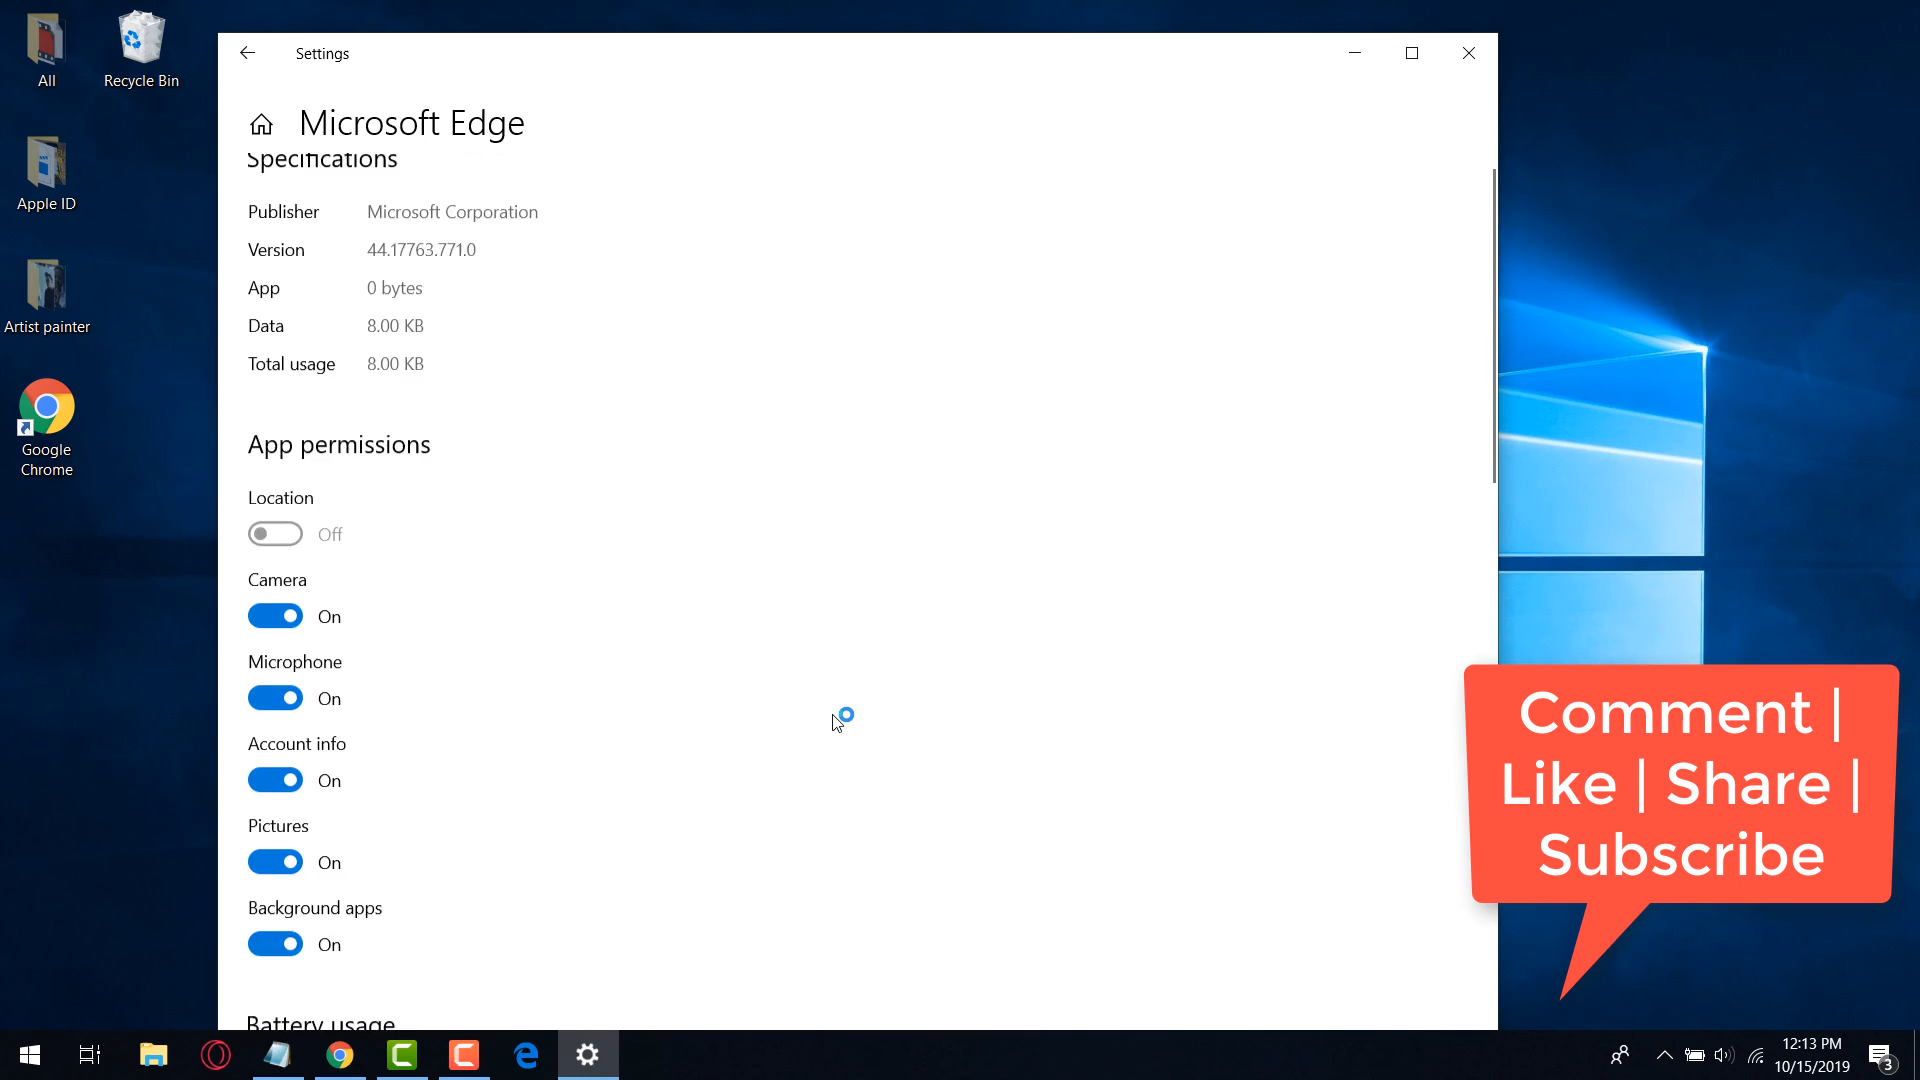 All
Recycle Bin
Apple ID
Artist painter
Google
Chrome
Settings
Microsoft Edge
Specifications
Publisher Microsoft Corporation
Version 44.17763.771.0
App 0 bytes
Data 8.00 KB
Total usage 8.00 KB
App permissions
Location
Off
Camera
On
Microphone
On
Account info
On
Pictures
On
Background apps
On
Battery usage
Comment |
Like | Share |
Subscribe
12:13 PM
10/15/2019
3